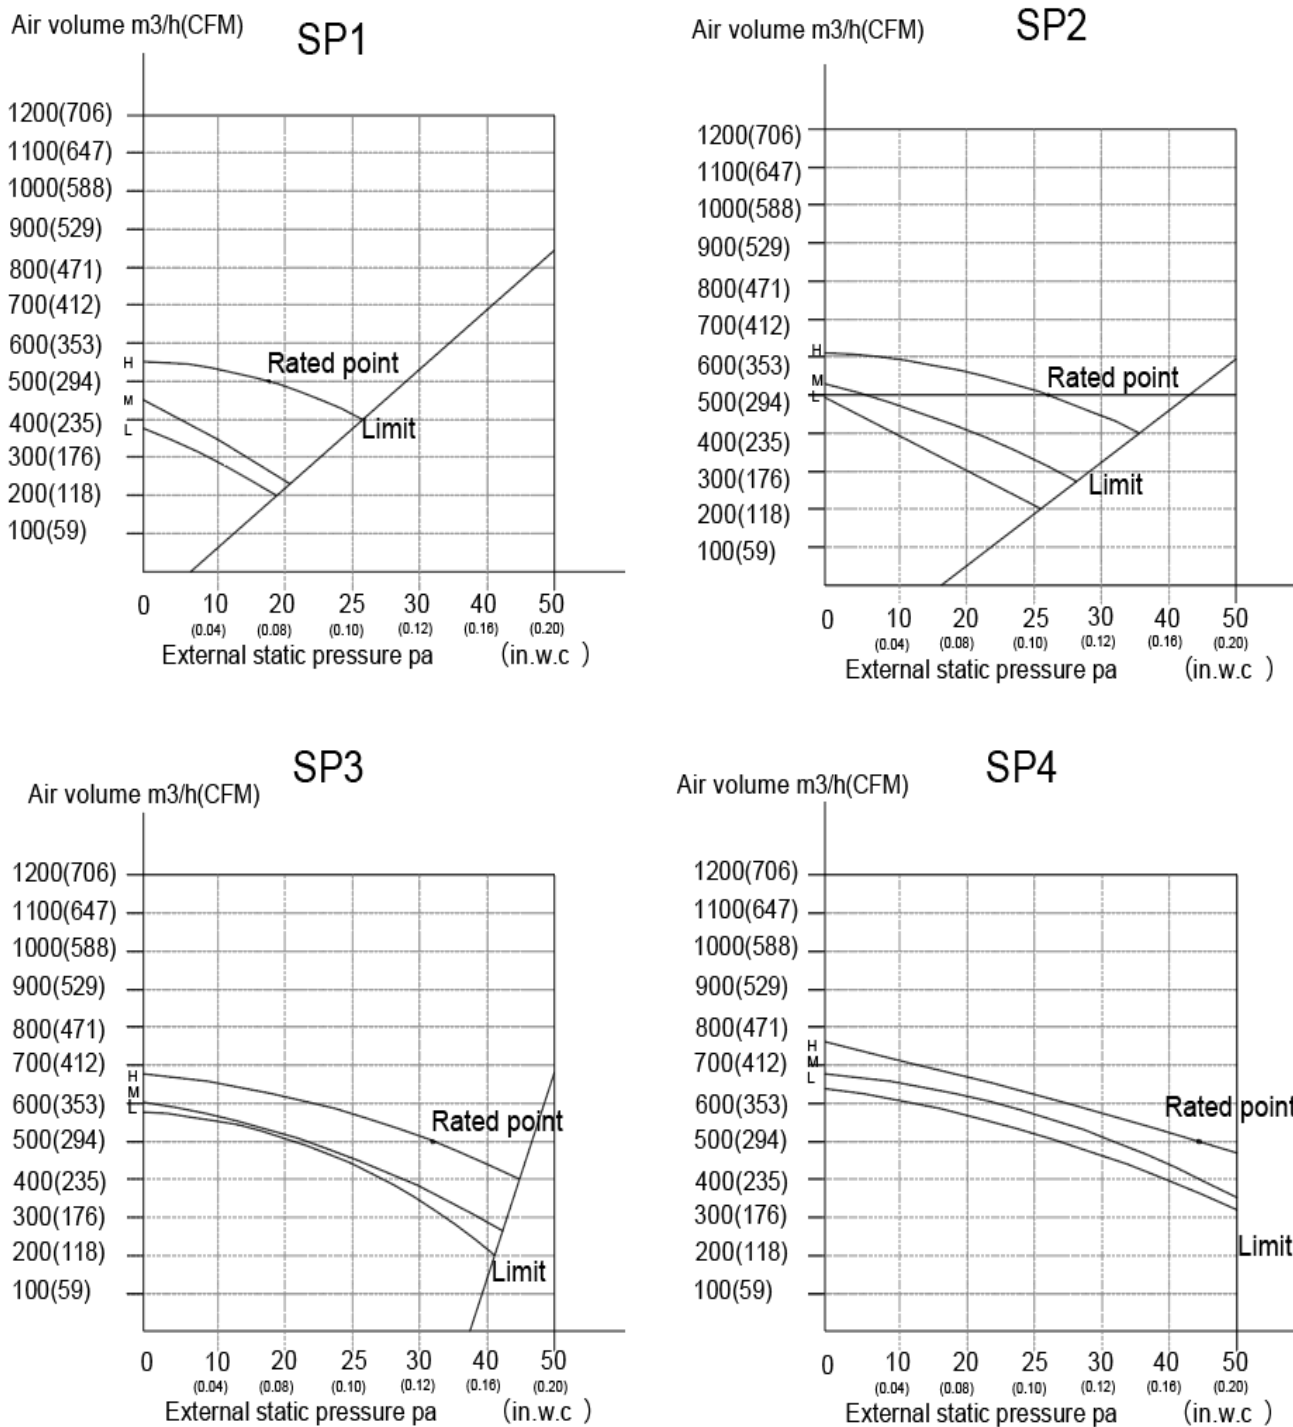 Air volume m3/h(CFM)
SP1
1200(706)
1100(647)
1000(588)
900(529)
800(471)
700(412)
600(353)
500(294)
400(235)
300(176)
200(118)
100(59)
H
M
L
Rated point
Limit
0 10 20 25 30 40 50
(0.04) (0.08) (0.10) (0.12) (0.16) (0.20)
External static pressure pa (in.w.c )
Air volume m3/h(CFM)
SP2
1200(706)
1100(647)
1000(588)
900(529)
800(471)
700(412)
600(353)
500(294)
400(235)
300(176)
200(118)
100(59)
H
M
L
Rated point
Limit
0 10 20 25 30 40 50
(0.04) (0.08) (0.10) (0.12) (0.16) (0.20)
External static pressure pa (in.w.c )
SP3
Air volume m3/h(CFM)
1200(706)
1100(647)
1000(588)
900(529)
800(471)
700(412)
600(353)
500(294)
400(235)
300(176)
200(118)
100(59)
H
M
L
Rated point
Limit
0 10 20 25 30 40 50
(0.04) (0.08) (0.10) (0.12) (0.16) (0.20)
External static pressure pa (in.w.c )
SP4
Air volume m3/h(CFM)
1200(706)
1100(647)
1000(588)
900(529)
800(471)
700(412)
600(353)
500(294)
400(235)
300(176)
200(118)
100(59)
H
M
L
Rated point
Limit
0 10 20 25 30 40 50
(0.04) (0.08) (0.10) (0.12) (0.16) (0.20)
External static pressure pa (in.w.c )